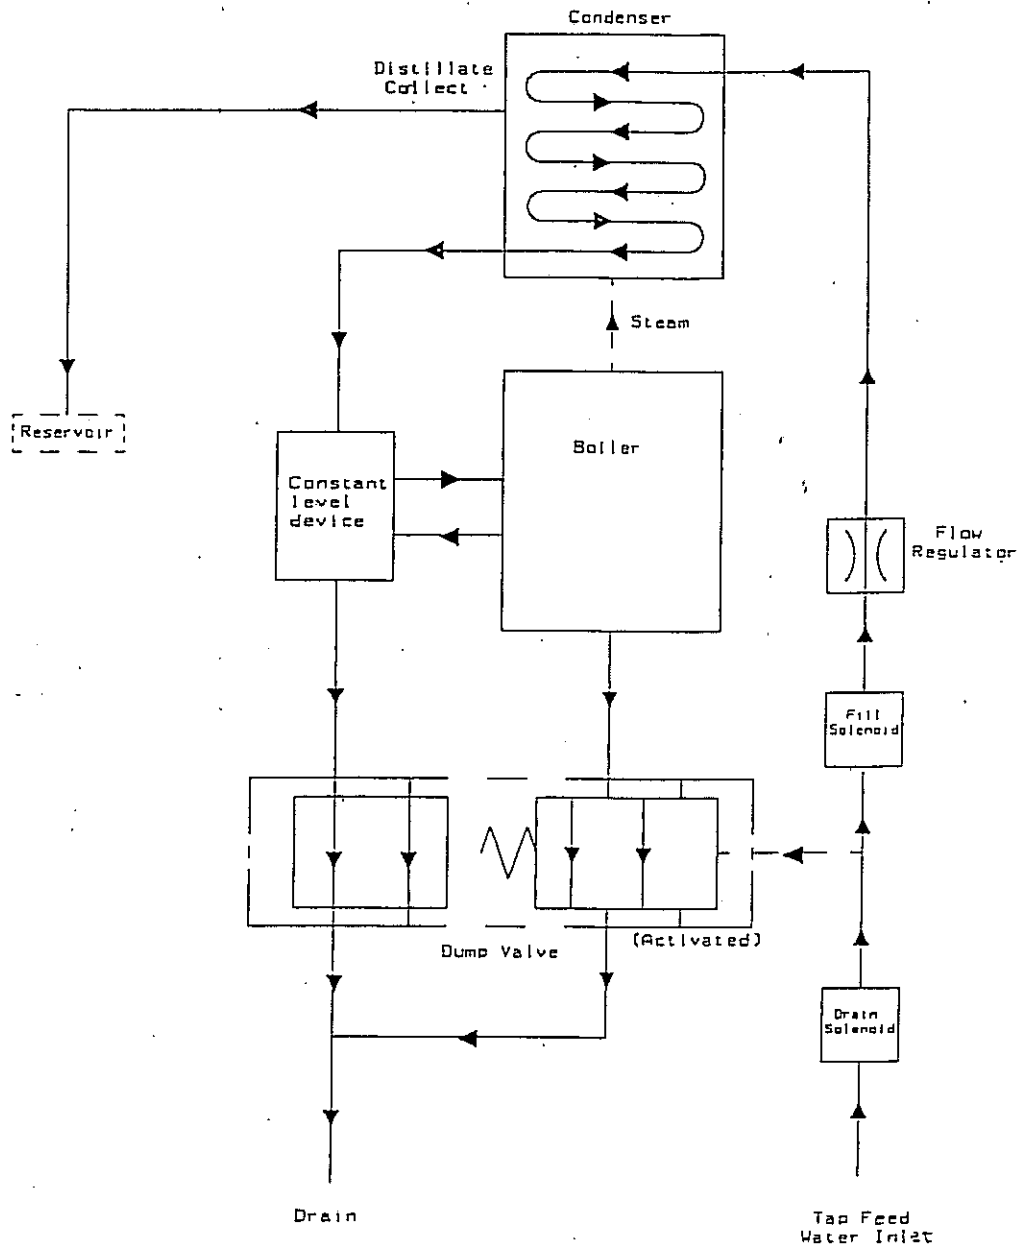 Condenser
Distillate
Collect
Steam
Reservoir
Boiler
Constant
level
device
Flow
Regulator
Fill
Solenoid
(Activated)
Dump Valve
Drain
Solenoid
Drain
Tap Feed
Water Inlet